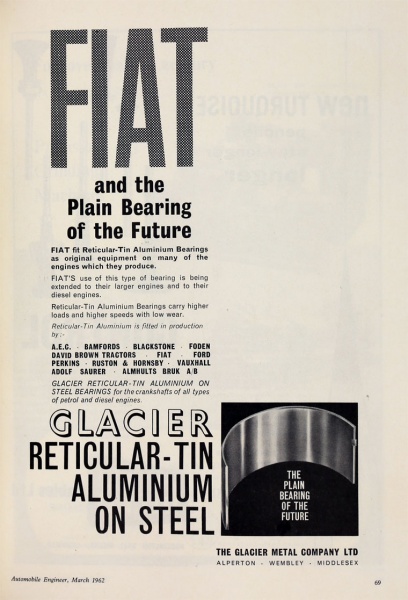 FIAT
and the
Plain Bearing
of the Future
FIAT fit Reticular-Tin Aluminium Bearings
as original equipment on many of the
engines which they produce.
FIAT'S use of this type of bearing is being
extended to their larger engines and to their
diesel engines.
Reticular-Tin Aluminium Bearings carry higher
loads and higher speeds with low wear.
Reticular-Tin Aluminium is fitted in production
by :-
A.E.C. · BAMFORDS · BLACKSTONE · FODEN
DAVID BROWN TRACTORS · FIAT · FORD
PERKINS · RUSTON & HORNSBY · VAUXHALL
ADOLF SAURER · ALMHULTS BRUK A/B
GLACIER RETICULAR-TIN ALUMINIUM ON
STEEL BEARINGS for the crankshafts of all types
of petrol and diesel engines.
GLACIER
RETICULAR-TIN
ALUMINIUM
ON STEEL
THE
PLAIN
BEARING
OF THE
FUTURE
THE GLACIER METAL COMPANY LTD
ALPERTON · WEMBLEY · MIDDLESEX
Automobile Engineer, March 1962
69